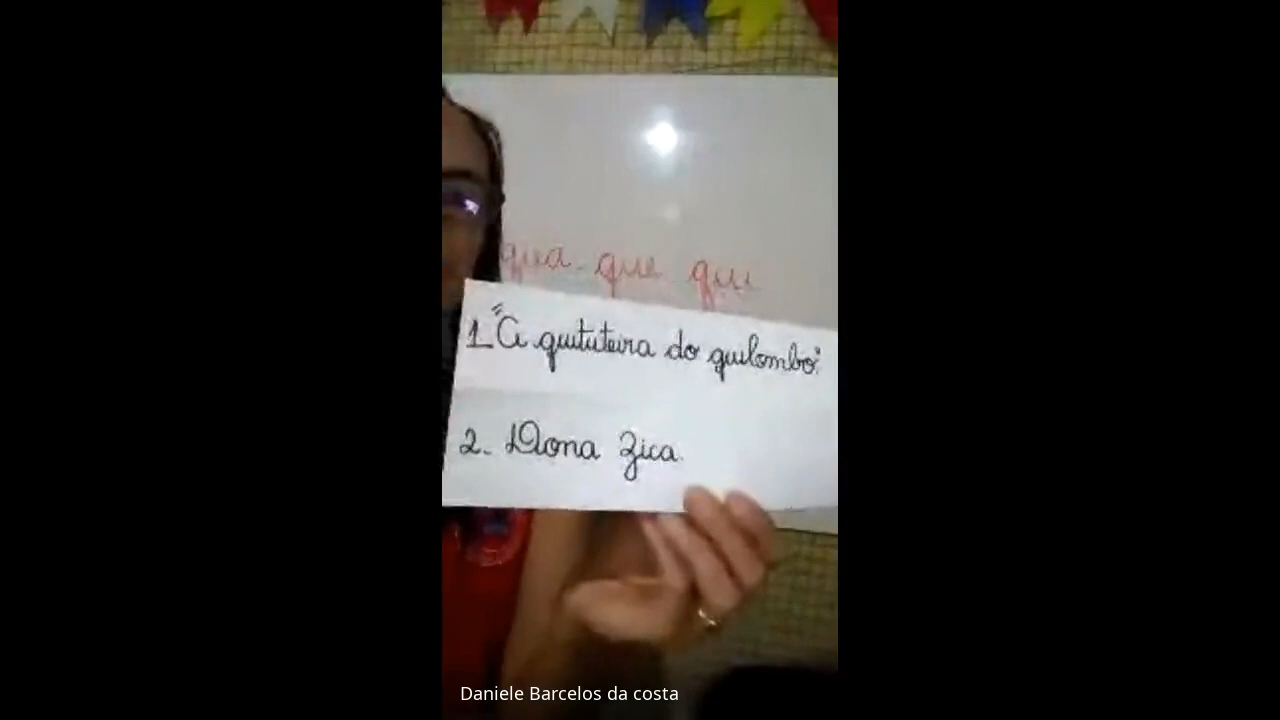 qua - que qui
1. "A quituteira do quilombo".
2. Dona Zica.
Daniele Barcelos da costa